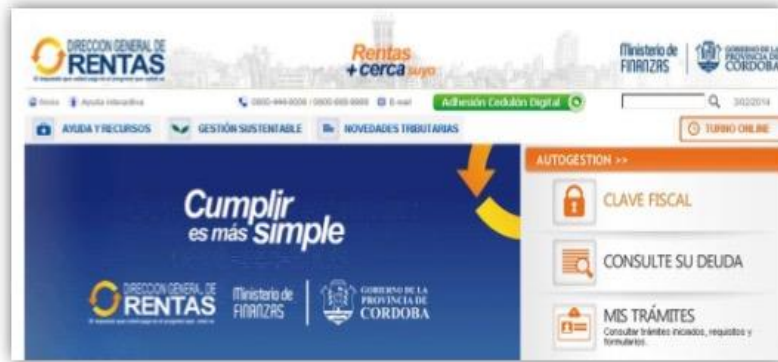 DIRECCION GENERAL DE
RENTAS
Rentas
+ cerca suyo
Ministerio de
FINANZAS
GOBIERNO DE LA
PROVINCIA DE
CORDOBA
Inicio Ayuda interactiva
E-mail
Adhesión Cedulón Digital
AYUDA Y RECURSOS GESTIÓN SUSTENTABLE NOVEDADES TRIBUTARIAS
TURNO ONLINE
AUTOGESTION >>
Cumplir
es más simple
CLAVE FISCAL
CONSULTE SU DEUDA
DIRECCION GENERAL DE
RENTAS
Ministerio de
FINANZAS
GOBIERNO DE LA
PROVINCIA DE
CORDOBA
MIS TRÁMITES
Consultar trámites iniciados, requisitos y
formularios.